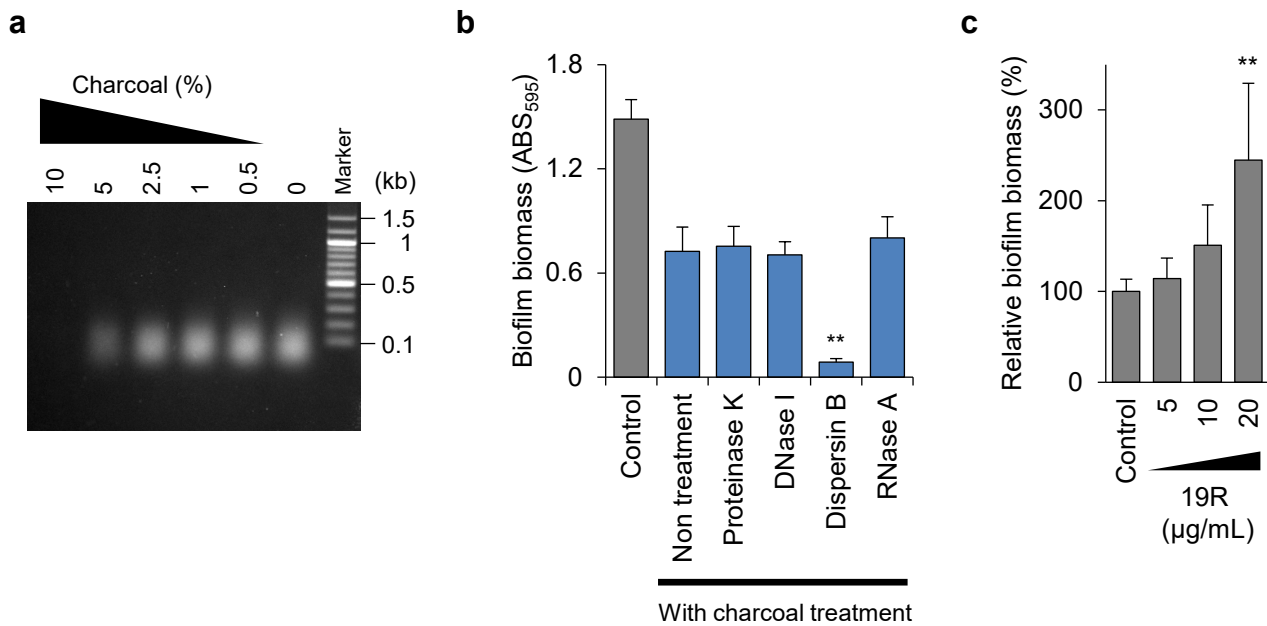 a
Charcoal (%)
10
5
2.5
1
0.5
0
Marker
(kb)
1.5
1
0.5
0.1
b
Biofilm biomass (ABS595)
1.8
1.2
0.6
0
**
Control
Non treatment
Proteinase K
DNase I
Dispersin B
RNase A
With charcoal treatment
c
Relative biofilm biomass (%)
300
200
100
0
**
Control
5
10
20
19R
(µg/mL)